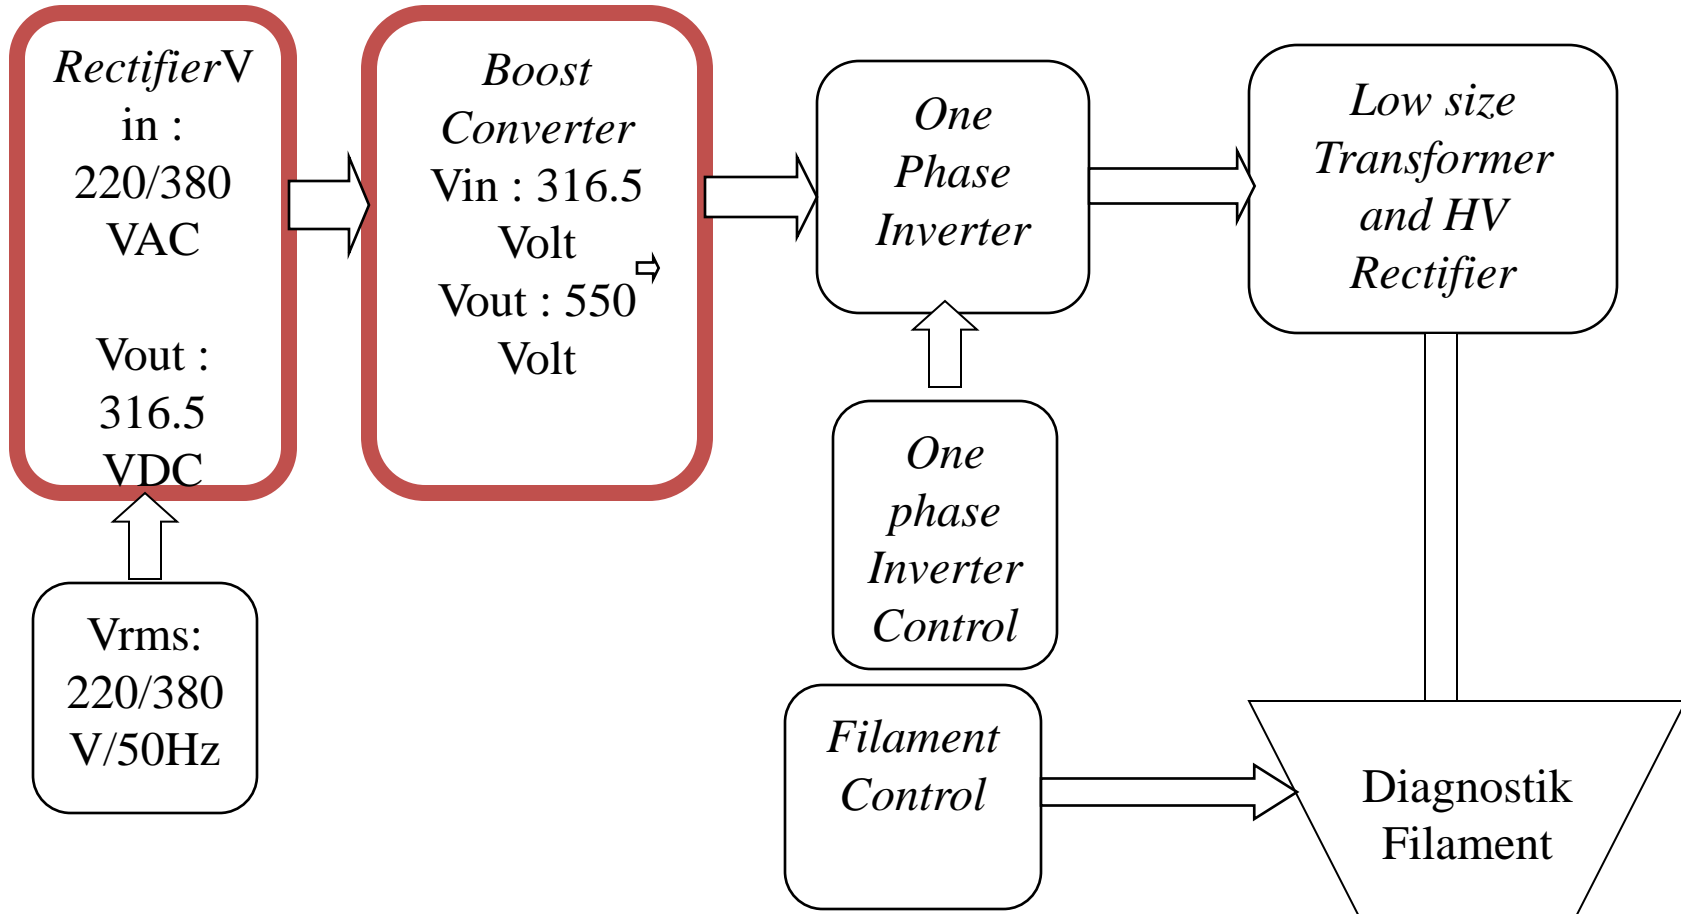 RectifierV
in :
220/380
VAC
Vout :
316.5
VDC
Boost
Converter
Vin : 316.5
Volt
Vout : 550
Volt
One
Phase
Inverter
Low size
Transformer
and HV
Rectifier
One
phase
Inverter
Control
Vrms:
220/380
V/50Hz
Filament
Control
Diagnostik
Filament